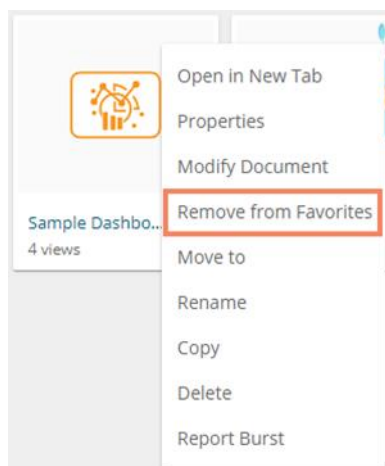 Open in New Tab
Properties
Modify Document
Remove from Favorites
Sample Dashbo...
4 views
Move to
Rename
Copy
Delete
Report Burst